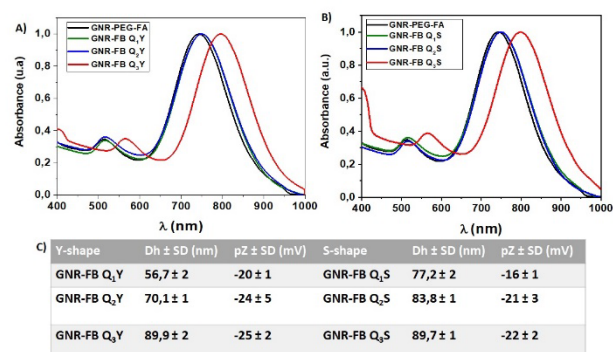 A)
Absorbance (u.a)
1,0
0,8
0,6
0,4
0,2
0,0
GNR-PEG-FA
GNR-FB Q₁Y
GNR-FB Q₂Y
GNR-FB Q₃Y
400 500 600 700 800 900 1000
λ (nm)
B)
Absorbance (a.u.)
1,0
0,8
0,6
0,4
0,2
0,0
GNR-PEG-FA
GNR-FB Q₁S
GNR-FB Q₂S
GNR-FB Q₃S
400 500 600 700 800 900 1000
λ (nm)
C)
Y-shape Dh ± SD (nm) pZ ± SD (mV) S-shape Dh ± SD (nm) pZ ± SD (mV)
GNR-FB Q₁Y 56,7 ± 2 -20 ± 1 GNR-FB Q₁S 77,2 ± 2 -16 ± 1
GNR-FB Q₂Y 70,1 ± 1 -24 ± 5 GNR-FB Q₂S 83,8 ± 1 -21 ± 3
GNR-FB Q₃Y 89,9 ± 2 -25 ± 2 GNR-FB Q₃S 89,7 ± 1 -22 ± 2